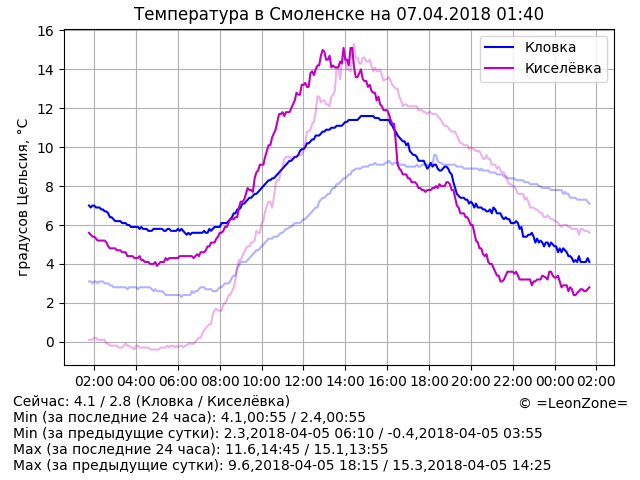 Температура в Смоленске на 07.04.2018 01:40
градусов Цельсия, °C
16
14
12
10
8
6
4
2
0
Кловка
Киселёвка
02:00 04:00 06:00 08:00 10:00 12:00 14:00 16:00 18:00 20:00 22:00 00:00 02:00
Сейчас: 4.1 / 2.8 (Кловка / Киселёвка)
© =LeonZone=
Min (за последние 24 часа): 4.1,00:55 / 2.4,00:55
Min (за предыдущие сутки): 2.3,2018-04-05 06:10 / -0.4,2018-04-05 03:55
Max (за последние 24 часа): 11.6,14:45 / 15.1,13:55
Max (за предыдущие сутки): 9.6,2018-04-05 18:15 / 15.3,2018-04-05 14:25